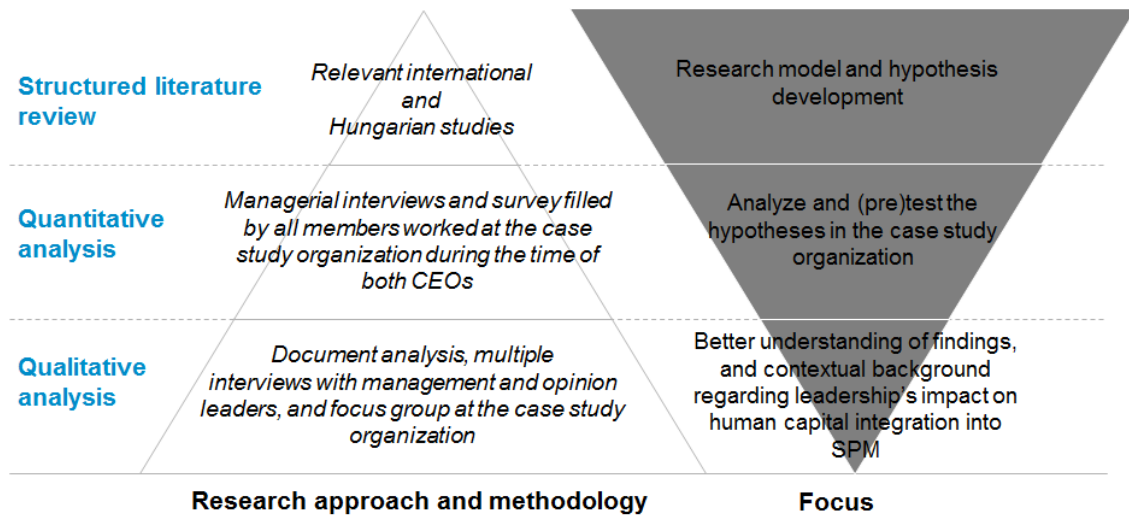 Structured literature
review
Relevant international
and
Hungarian studies
Research model and hypothesis
development
Quantitative
analysis
Managerial interviews and survey filled
by all members worked at the case
study organization during the time of
both CEOs
Analyze and (pre)test the
hypotheses in the case study
organization
Qualitative
analysis
Document analysis, multiple
interviews with management and opinion
leaders, and focus group at the case study
organization
Better understanding of findings,
and contextual background
regarding leadership's impact on
human capital integration into
SPM
Research approach and methodology
Focus